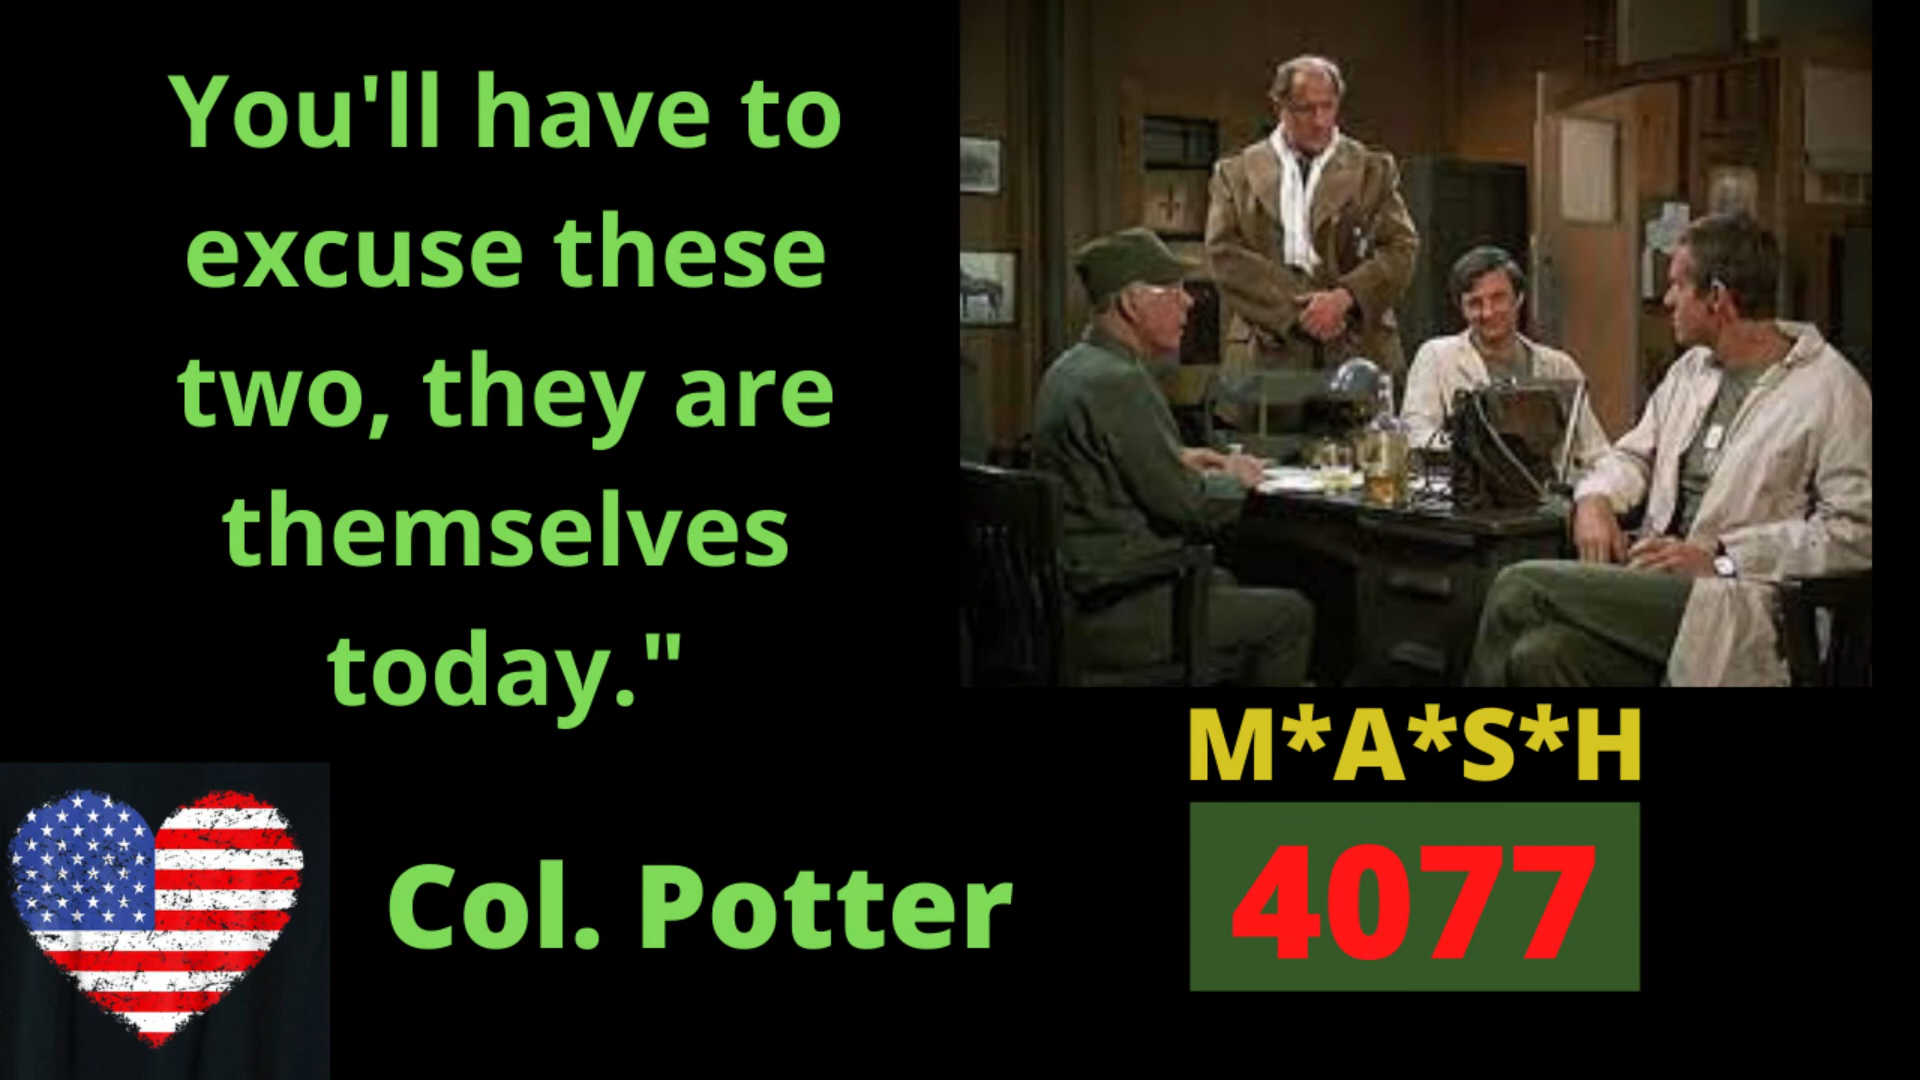 You'll have to
excuse these
two, they are
themselves
today."
Col. Potter
M*A*S*H
4077